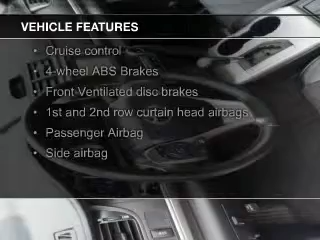 VEHICLE FEATURES
• Cruise control
• 4-wheel ABS Brakes
• Front Ventilated disc brakes
• 1st and 2nd row curtain head airbags
• Passenger Airbag
• Side airbag